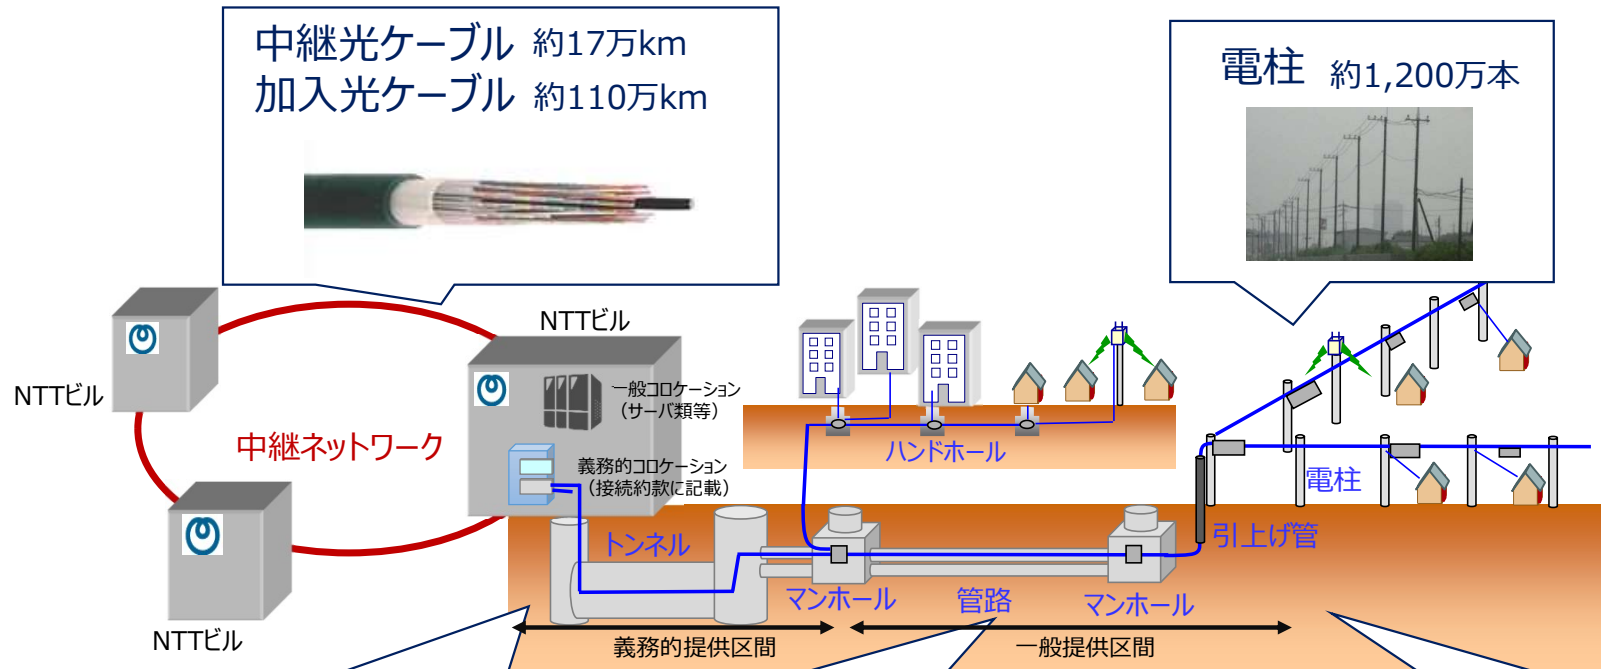 中継光ケーブル 約17万km
加入光ケーブル 約110万km
電柱 約1,200万本
NTTビル
NTTビル
一般コロケーション
（サーバ類等）
中継ネットワーク
義務的コロケーション
（接続約款に記載）
ハンドホール
電柱
トンネル
引上げ管
マンホール
管路
マンホール
NTTビル
義務的提供区間
一般提供区間